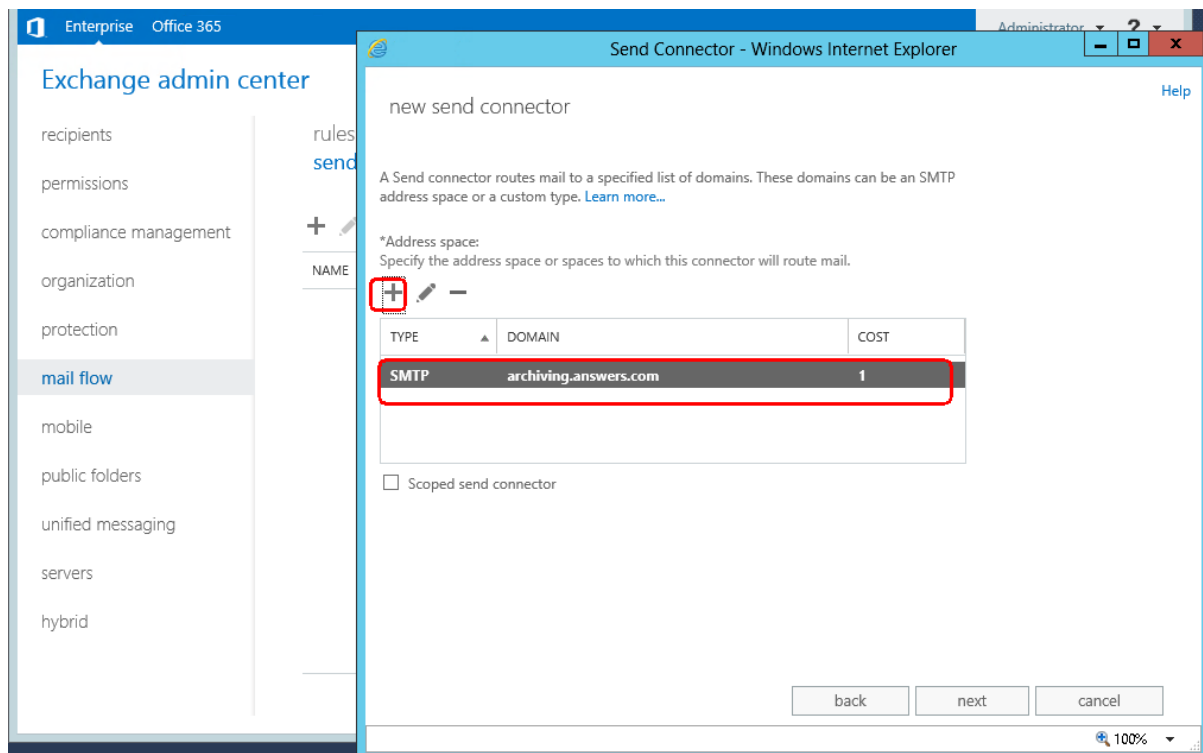 Enterprise Office 365
Administrator ?
Send Connector - Windows Internet Explorer
Exchange admin center
Help
new send connector
recipients
rules
send
permissions
A Send connector routes mail to a specified list of domains. These domains can be an SMTP
address space or a custom type. Learn more...
compliance management
*Address space:
Specify the address space or spaces to which this connector will route mail.
NAME
organization
protection
TYPE DOMAIN COST
mail flow
SMTP archiving.answers.com 1
mobile
public folders
Scoped send connector
unified messaging
servers
hybrid
back next cancel
100%